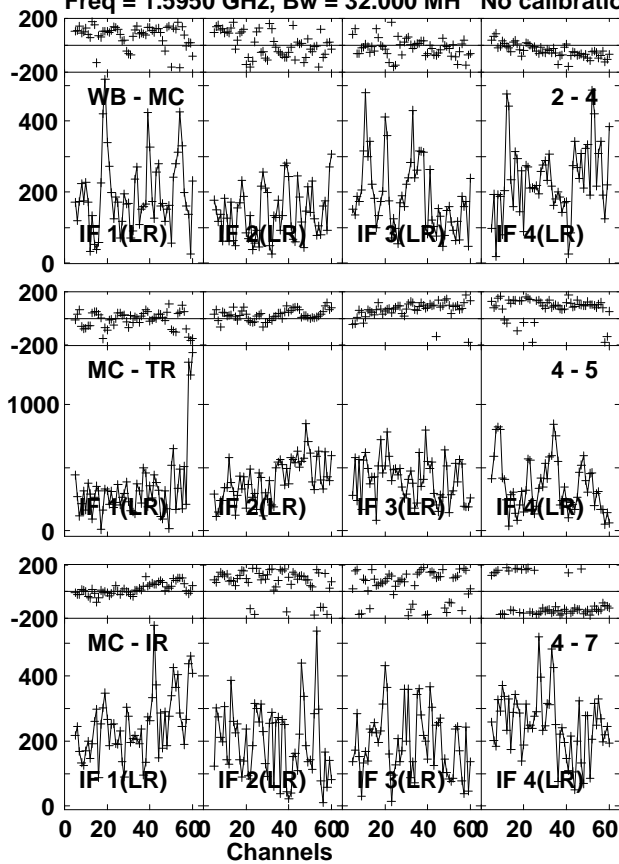 Freq = 1.5950 GHz, Bw = 32.000 MH No calibratio
200
-200
WB - MC
2 - 4
400
200
0
IF 1(LR)
IF 2(LR)
IF 3(LR)
IF 4(LR)
200
-200
MC - TR
4 - 5
1000
0
IF 1(LR)
IF 2(LR)
IF 3(LR)
IF 4(LR)
200
-200
MC - IR
4 - 7
400
200
0
IF 1(LR)
IF 2(LR)
IF 3(LR)
IF 4(LR)
0 20 40 60 0 20 40 60 0 20 40 60 0 20 40 60
Channels